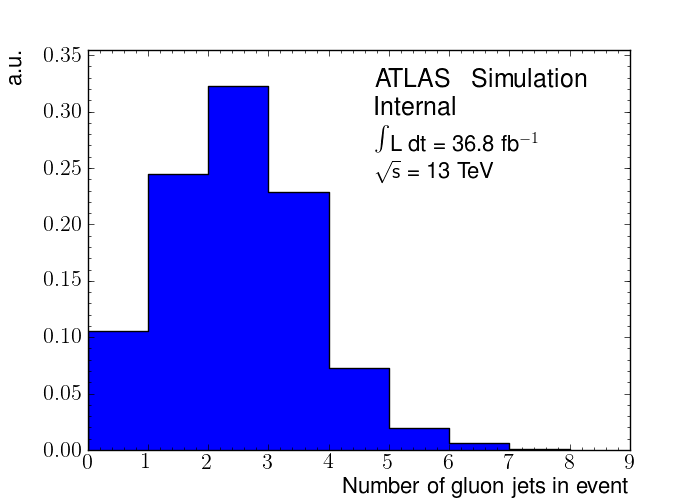 a.u.
0.35
0.30
0.25
0.20
0.15
0.10
0.05
0.00
ATLAS Simulation
Internal
∫L dt = 36.8 fb⁻¹
√s = 13 TeV
0 1 2 3 4 5 6 7 8 9
Number of gluon jets in event